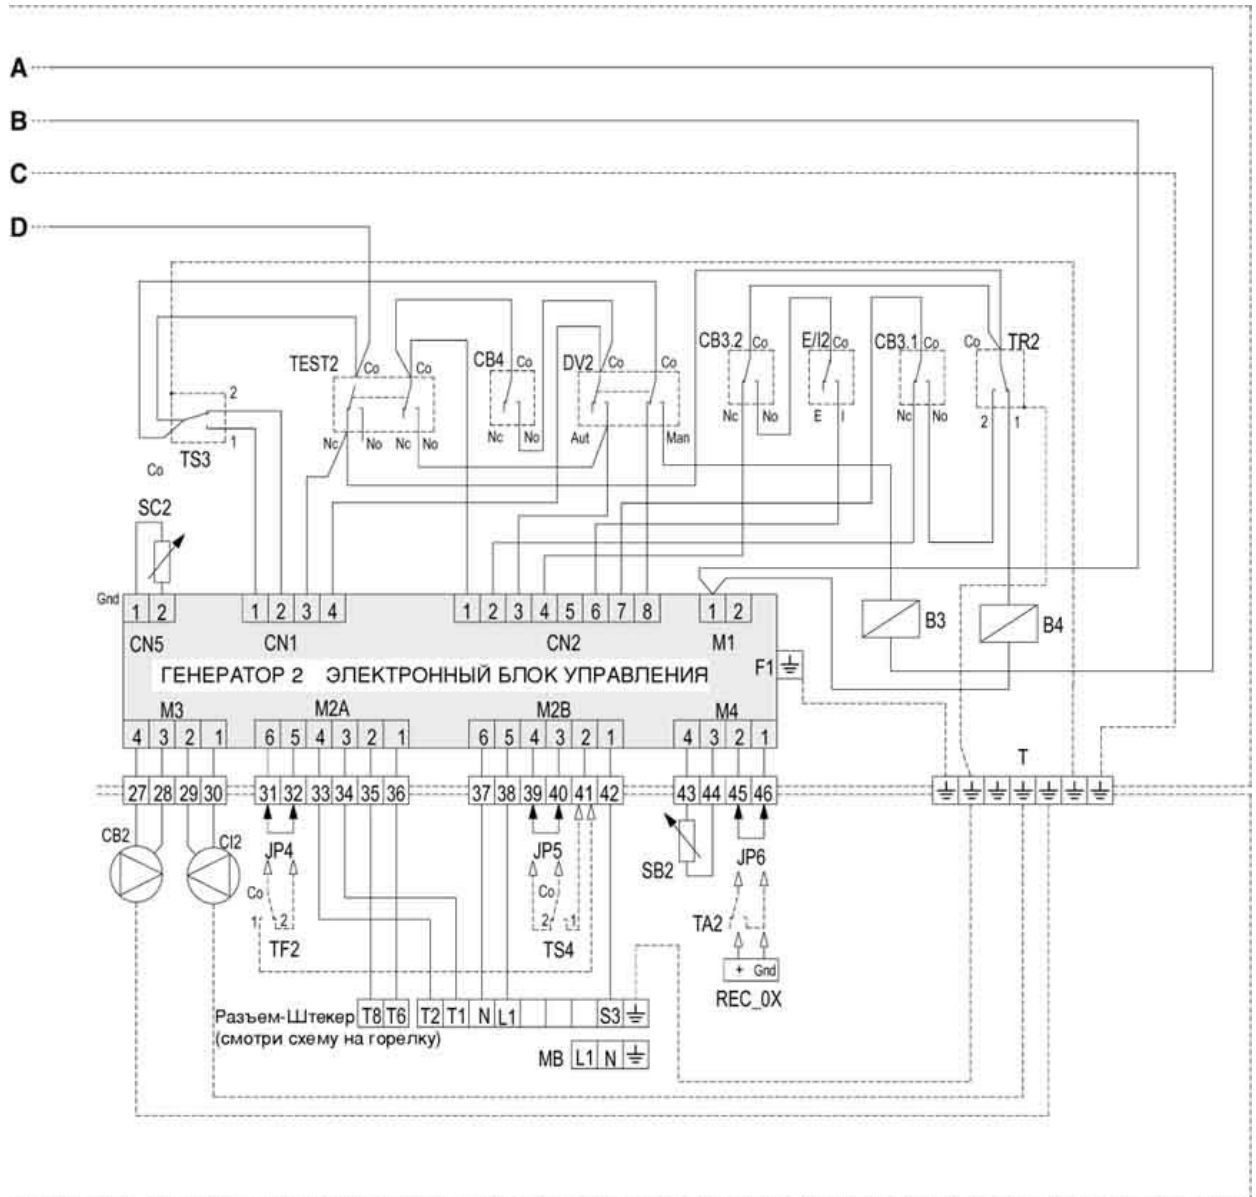 A
B
C
D
TEST2 Co Co CB4 Co DV2 Co Co CB3.2 Co E/I2 Co CB3.1 Co Co TR2
2
1
TS3
Co
Nc No Nc No Nc No Aut Man Nc No E I Nc No 2 1
SC2
Gnd 1 2 1 2 3 4 1 2 3 4 5 6 7 8 1 2 B3 B4
CN5 CN1 CN2 M1
ГЕНЕРАТОР 2 ЭЛЕКТРОННЫЙ БЛОК УПРАВЛЕНИЯ F1
M3 M2A M2B M4
4 3 2 1 6 5 4 3 2 1 6 5 4 3 2 1 4 3 2 1 T
27 28 29 30 31 32 33 34 35 36 37 38 39 40 41 42 43 44 45 46
CB2 CI2 JP4 JP5 SB2 JP6
Co Co
1 2 2 1 TA2
TF2 TS4
+ Gnd
REC_0X
Разъем-Штекер T8 T6 T2 T1 N L1 S3
(смотри схему на горелку)
MB L1 N